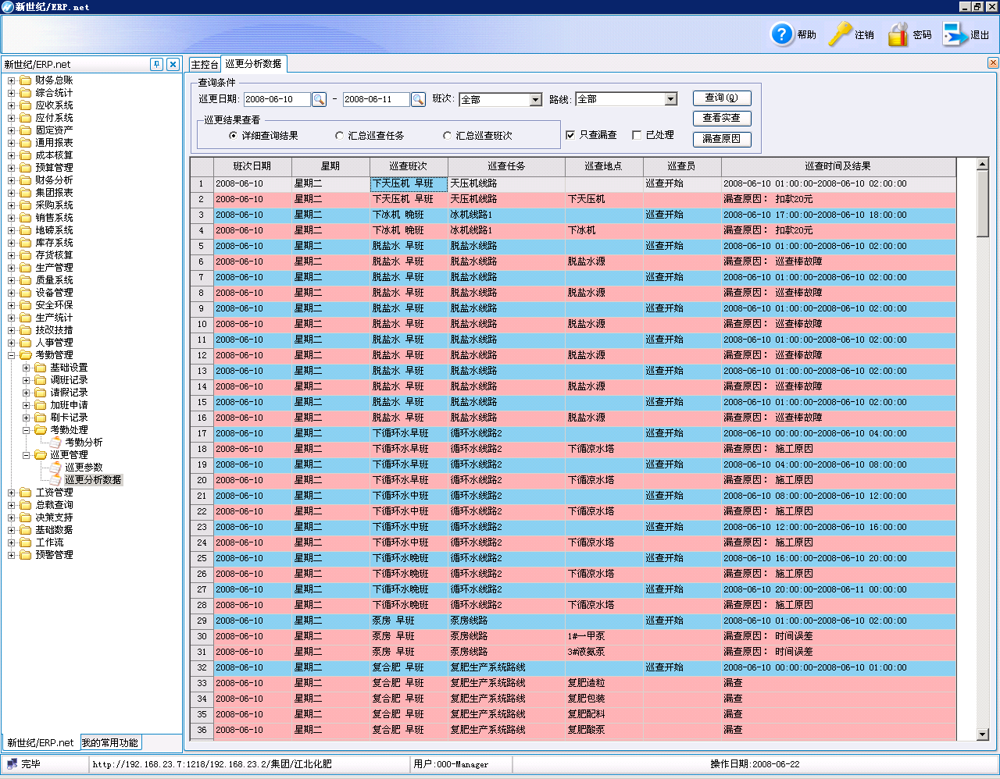 新世纪/ERP.net
帮助 注销 密码 退出
新世纪/ERP.net
财务总账
综合统计
应收系统
应付系统
固定资产
通用报表
成本核算
预算管理
财务分析
集团报表
采购系统
销售系统
地磅系统
库存系统
存货核算
生产管理
质量系统
设备管理
安全环保
生产统计
技改技措
人事管理
考勤管理
基础设置
调班记录
请假记录
加班申请
刷卡记录
考勤处理
考勤分析
巡更管理
巡更参数
巡更分析数据
工资管理
总裁查询
决策支持
基础数据
工作流
预警管理
新世纪/ERP.net 我的常用功能
主控台 巡更分析数据
查询条件
巡更日期: 2008-06-10 - 2008-06-11 班次: 全部 路线: 全部 查询(Q)
查看实查
巡更结果查看
详细查询结果 汇总巡查任务 汇总巡查班次 只查漏查 已处理 漏查原因
班次日期 星期 巡查班次 巡查任务 巡查地点 巡查员 巡查时间及结果
1 2008-06-10 星期二 下天压机 早班 天压机线路 巡查开始 2008-06-10 01:00:00-2008-06-10 02:00:00
2 2008-06-10 星期二 下天压机 早班 天压机线路 下天压机 漏查原因: 扣款20元
3 2008-06-10 星期二 下冰机 晚班 冰机线路1 巡查开始 2008-06-10 17:00:00-2008-06-10 18:00:00
4 2008-06-10 星期二 下冰机 晚班 冰机线路1 下冰机 漏查原因: 扣款20元
5 2008-06-10 星期二 脱盐水 早班 脱盐水线路 巡查开始 2008-06-10 01:00:00-2008-06-10 02:00:00
6 2008-06-10 星期二 脱盐水 早班 脱盐水线路 脱盐水源 漏查原因: 巡查棒故障
7 2008-06-10 星期二 脱盐水 早班 脱盐水线路 巡查开始 2008-06-10 01:00:00-2008-06-10 02:00:00
8 2008-06-10 星期二 脱盐水 早班 脱盐水线路 脱盐水源 漏查原因: 巡查棒故障
9 2008-06-10 星期二 脱盐水 早班 脱盐水线路 巡查开始 2008-06-10 01:00:00-2008-06-10 02:00:00
10 2008-06-10 星期二 脱盐水 早班 脱盐水线路 脱盐水源 漏查原因: 巡查棒故障
11 2008-06-10 星期二 脱盐水 早班 脱盐水线路 巡查开始 2008-06-10 01:00:00-2008-06-10 02:00:00
12 2008-06-10 星期二 脱盐水 早班 脱盐水线路 脱盐水源 漏查原因: 巡查棒故障
13 2008-06-10 星期二 脱盐水 早班 脱盐水线路 巡查开始 2008-06-10 01:00:00-2008-06-10 02:00:00
14 2008-06-10 星期二 脱盐水 早班 脱盐水线路 脱盐水源 漏查原因: 巡查棒故障
15 2008-06-10 星期二 脱盐水 早班 脱盐水线路 巡查开始 2008-06-10 01:00:00-2008-06-10 02:00:00
16 2008-06-10 星期二 脱盐水 早班 脱盐水线路 脱盐水源 漏查原因: 巡查棒故障
17 2008-06-10 星期二 下循环水早班 循环水线路2 巡查开始 2008-06-10 00:00:00-2008-06-10 04:00:00
18 2008-06-10 星期二 下循环水早班 循环水线路2 下循凉水塔 漏查原因: 施工原因
19 2008-06-10 星期二 下循环水早班 循环水线路2 巡查开始 2008-06-10 04:00:00-2008-06-10 08:00:00
20 2008-06-10 星期二 下循环水早班 循环水线路2 下循凉水塔 漏查原因: 施工原因
21 2008-06-10 星期二 下循环水中班 循环水线路2 巡查开始 2008-06-10 08:00:00-2008-06-10 12:00:00
22 2008-06-10 星期二 下循环水中班 循环水线路2 下循凉水塔 漏查原因: 施工原因
23 2008-06-10 星期二 下循环水中班 循环水线路2 巡查开始 2008-06-10 12:00:00-2008-06-10 16:00:00
24 2008-06-10 星期二 下循环水中班 循环水线路2 下循凉水塔 漏查原因: 施工原因
25 2008-06-10 星期二 下循环水晚班 循环水线路2 巡查开始 2008-06-10 16:00:00-2008-06-10 20:00:00
26 2008-06-10 星期二 下循环水晚班 循环水线路2 下循凉水塔 漏查原因: 施工原因
27 2008-06-10 星期二 下循环水晚班 循环水线路2 巡查开始 2008-06-10 20:00:00-2008-06-11 00:00:00
28 2008-06-10 星期二 下循环水晚班 循环水线路2 下循凉水塔 漏查原因: 施工原因
29 2008-06-10 星期二 泵房 早班 泵房线路 巡查开始 2008-06-10 01:00:00-2008-06-10 02:00:00
30 2008-06-10 星期二 泵房 早班 泵房线路 1#一甲泵 漏查原因: 时间误差
31 2008-06-10 星期二 泵房 早班 泵房线路 3#液氨泵 漏查原因: 时间误差
32 2008-06-10 星期二 复合肥 早班 复肥生产系统路线 巡查开始 2008-06-10 00:00:00-2008-06-10 01:00:00
33 2008-06-10 星期二 复合肥 早班 复肥生产系统路线 复肥造粒 漏查
34 2008-06-10 星期二 复合肥 早班 复肥生产系统路线 复肥包装 漏查
35 2008-06-10 星期二 复合肥 早班 复肥生产系统路线 复肥配料 漏查
36 2008-06-10 星期二 复合肥 早班 复肥生产系统路线 复肥酸泵 漏查
完毕 http://192.168.23.7:1218/192.168.23.2/集团/江北化肥 用户:000-Manager 操作日期:2008-06-22